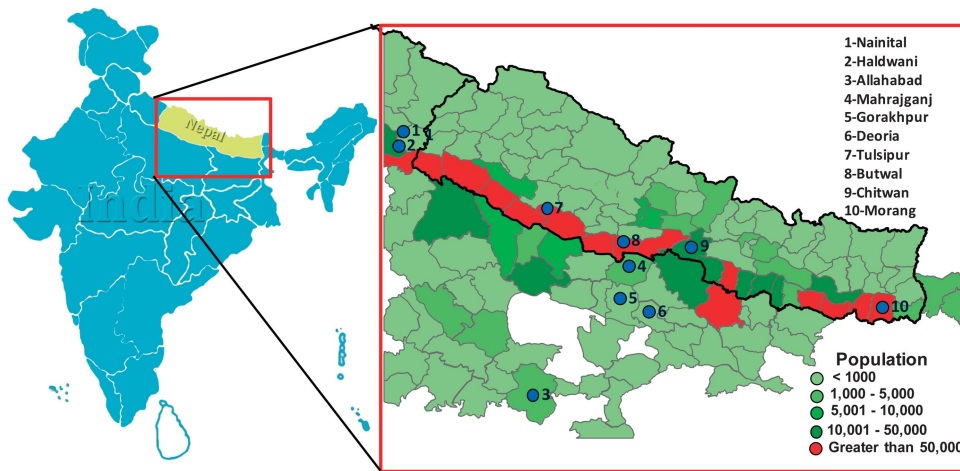 Nepal
India
1-Nainital
2-Haldwani
3-Allahabad
4-Mahrajganj
5-Gorakhpur
6-Deoria
7-Tulsipur
8-Butwal
9-Chitwan
10-Morang
1 1
2
7
8
9
4
5
6
10
3
Population
< 1000
1,000 - 5,000
5,001 - 10,000
10,001 - 50,000
Greater than 50,000